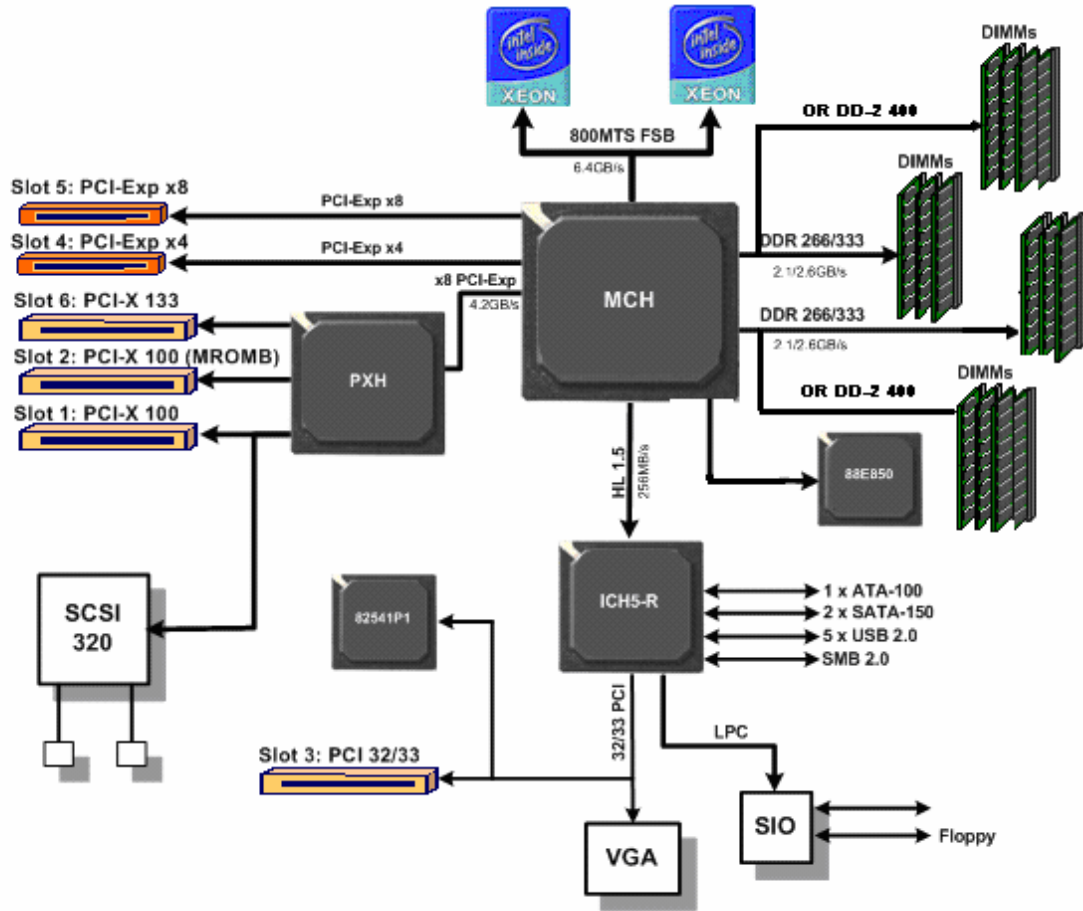 intel inside
XEON
intel inside
XEON
DIMMs
OR DD-2 400
800MTS FSB
6.4GB/s
DIMMs
Slot 5: PCI-Exp x8
PCI-Exp x8
Slot 4: PCI-Exp x4
PCI-Exp x4
DDR 266/333
2.1/2.6GB/s
x8 PCI-Exp
4.2GB/s
MCH
Slot 6: PCI-X 133
DDR 266/333
2.1/2.6GB/s
Slot 2: PCI-X 100 (MROMB)
PXH
DIMMs
OR DD-2 400
Slot 1: PCI-X 100
HL 1.5
256MB/s
88E850
ICH5-R
1 x ATA-100
2 x SATA-150
5 x USB 2.0
SMB 2.0
SCSI
320
82541P1
32/33 PCI
LPC
Slot 3: PCI 32/33
SIO
Floppy
VGA